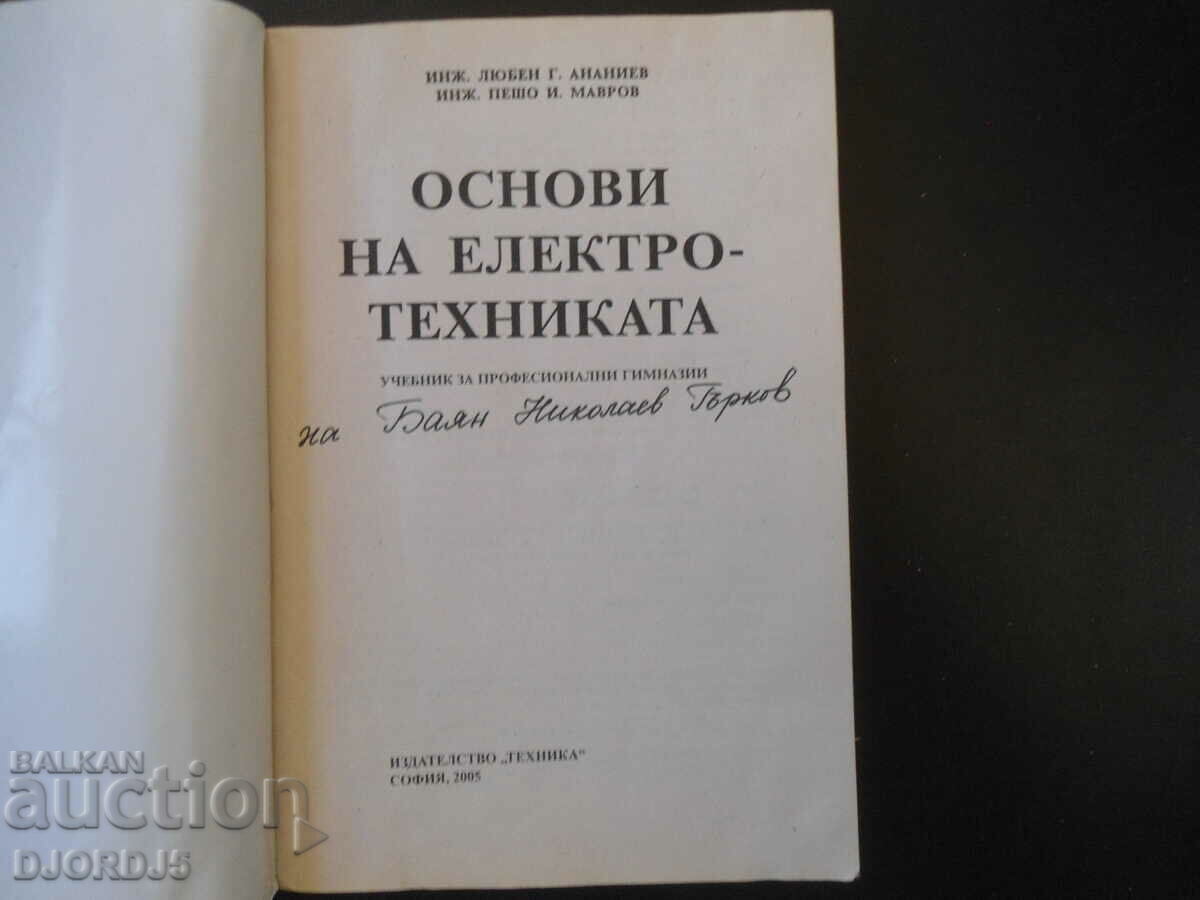 ИНЖ. ЛЮБЕН Г. АНАНИЕВ
ИНЖ. ПЕШО И. МАВРОВ
ОСНОВИ
НА ЕЛЕКТРО-
ТЕХНИКАТА
УЧЕБНИК ЗА ПРОФЕСИОНАЛНИ ГИМНАЗИИ
на Баян Николаев Гърков
ИЗДАТЕЛСТВО „ТЕХНИКА“
СОФИЯ, 2005
BALKAN
auction
DJORDJ5